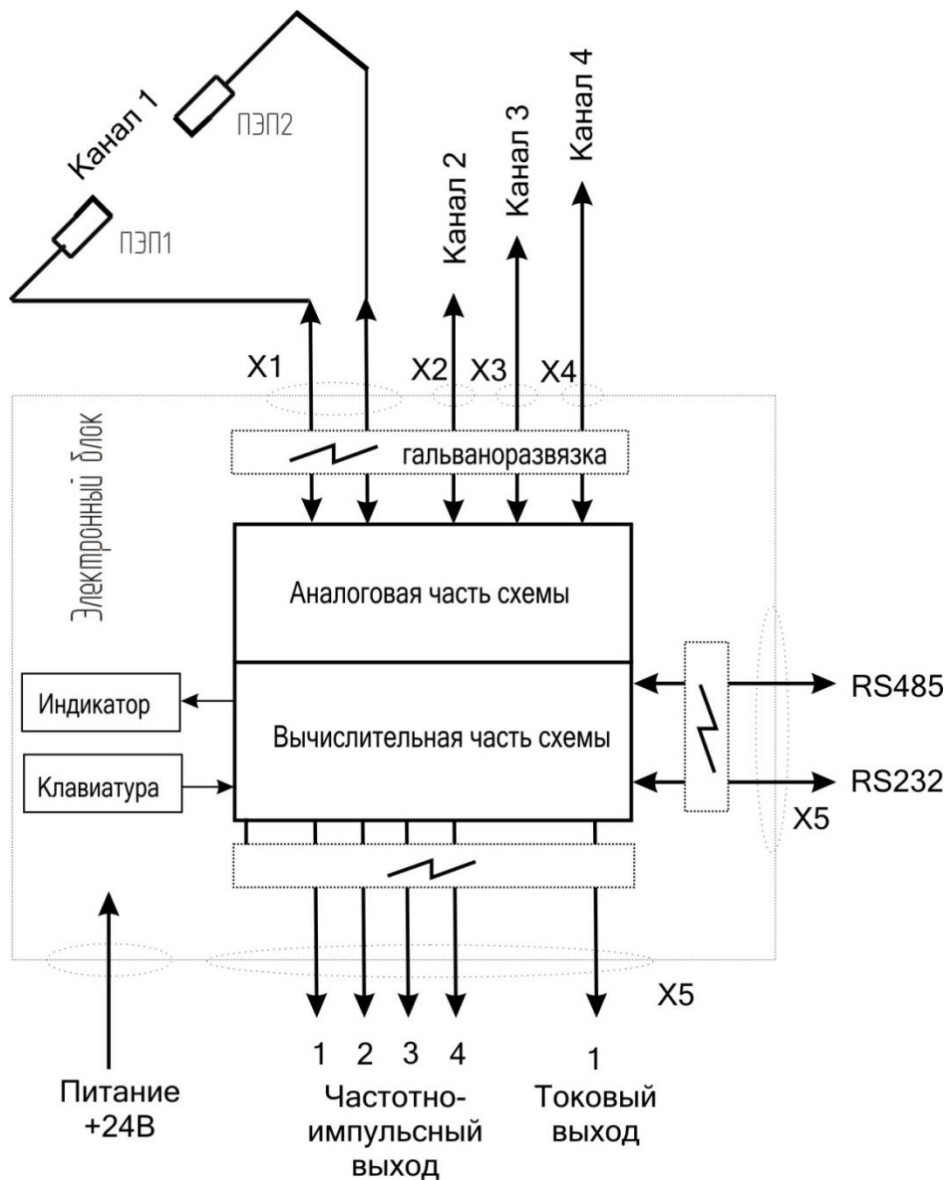 Канал 1
ПЭП2
ПЭП1
Канал 2
Канал 3
Канал 4
X1
X2
X3
X4
Электронный блок
гальваноразвязка
Аналоговая часть схемы
Индикатор
Вычислительная часть схемы
Клавиатура
RS485
RS232
X5
X5
1 2 3 4 1
Питание
+24В
Частотно-
импульсный
выход
Токовый
выход